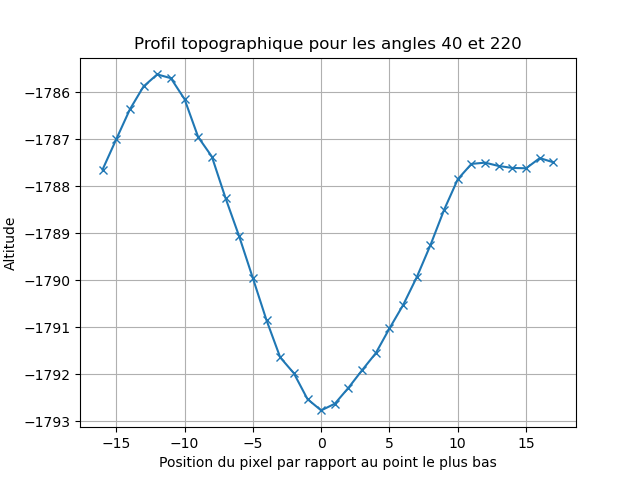 Profil topographique pour les angles 40 et 220
Altitude
−1786
−1787
−1788
−1789
−1790
−1791
−1792
−1793
−15 −10 −5 0 5 10 15
Position du pixel par rapport au point le plus bas